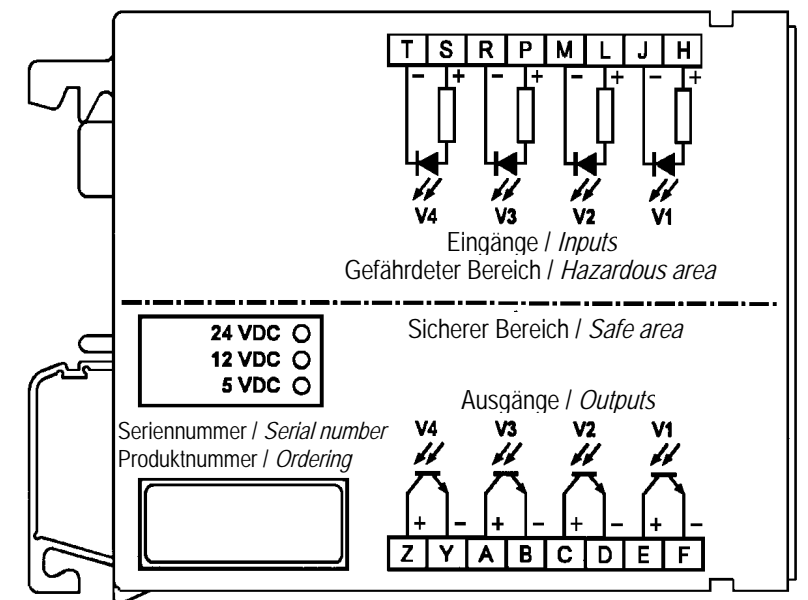 T S R P M L J H
− + − + − + − +
V4 V3 V2 V1
Eingänge / Inputs
Gefährdeter Bereich / Hazardous area
Sicherer Bereich / Safe area
24 VDC
12 VDC
5 VDC
Ausgänge / Outputs
Seriennummer / Serial number
Produktnummer / Ordering
V4 V3 V2 V1
+ − + − + − + −
Z Y A B C D E F